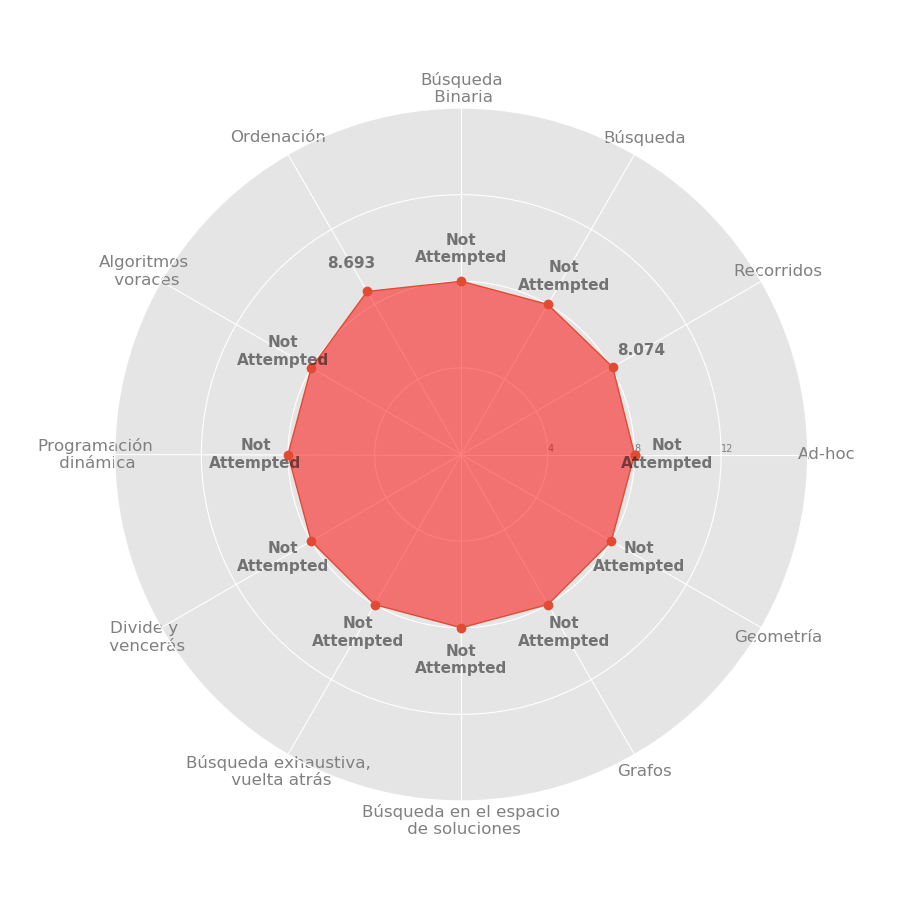 Búsqueda
Binaria
Ordenación
Búsqueda
Not
Attempted
8.693
Not
Attempted
Algoritmos
voraces
Recorridos
Not
Attempted
8.074
Programación
dinámica
Not
Attempted
4
8
Not
Attempted
12
Ad-hoc
Not
Attempted
Not
Attempted
Divide y
vencerás
Not
Attempted
Not
Attempted
Not
Attempted
Geometría
Búsqueda exhaustiva,
vuelta atrás
Grafos
Búsqueda en el espacio
de soluciones